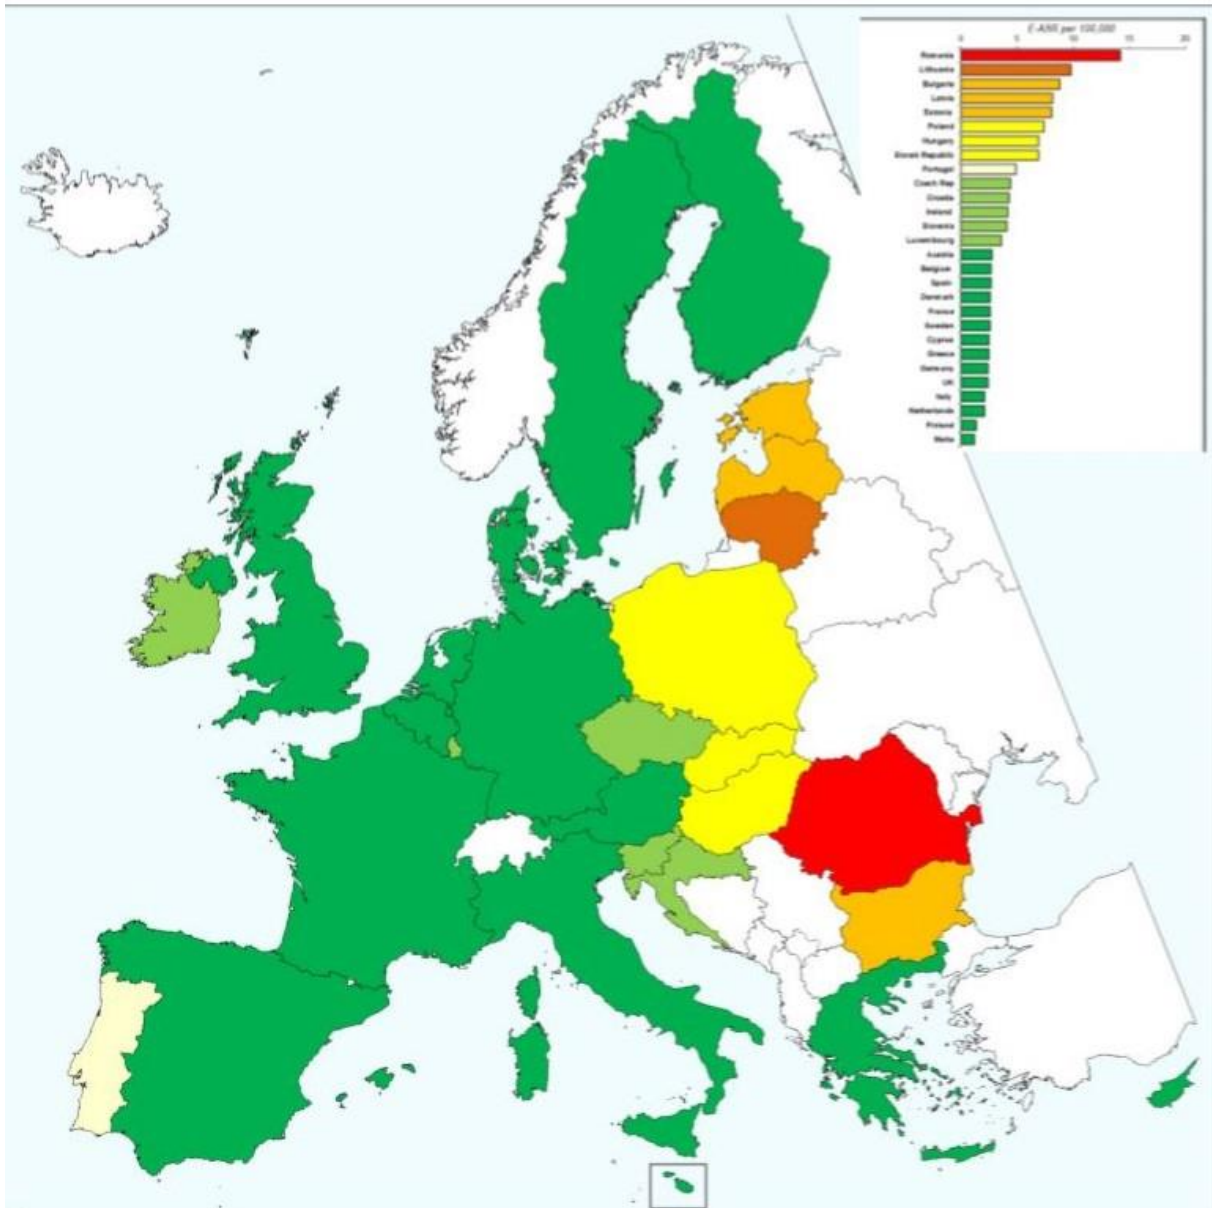 E-ASR per 100,000
0 5 10 15 20
Romania
Lithuania
Bulgaria
Latvia
Estonia
Poland
Hungary
Slovak Republic
Portugal
Czech Rep
Croatia
Ireland
Slovenia
Luxembourg
Austria
Belgium
Spain
Denmark
France
Sweden
Cyprus
Greece
Germany
UK
Italy
Netherlands
Finland
Malta